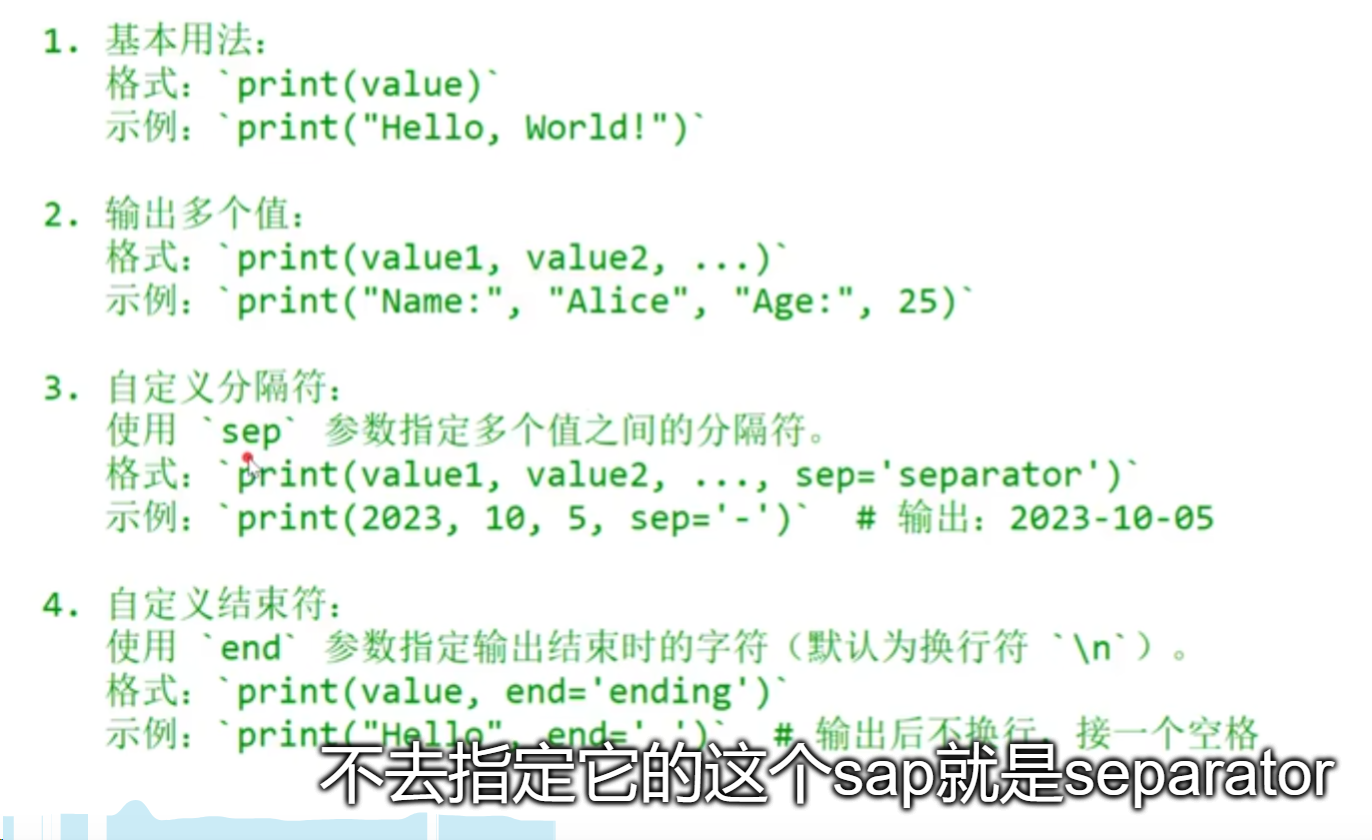 1. 基本用法：
格式：`print(value)`
示例：`print("Hello, World!")`
2. 输出多个值：
格式：`print(value1, value2, ...)`
示例：`print("Name:", "Alice", "Age:", 25)`
3. 自定义分隔符：
使用 `sep` 参数指定多个值之间的分隔符。
格式：`print(value1, value2, ..., sep='separator')`
示例：`print(2023, 10, 5, sep='-')` # 输出：2023-10-05
4. 自定义结束符：
使用 `end` 参数指定输出结束时的字符（默认为换行符 `\n`）。
格式：`print(value, end='ending')`
示例：`print("Hello", end=' ')` # 输出后不换行，接一个空格
不去指定它的这个sap就是separator